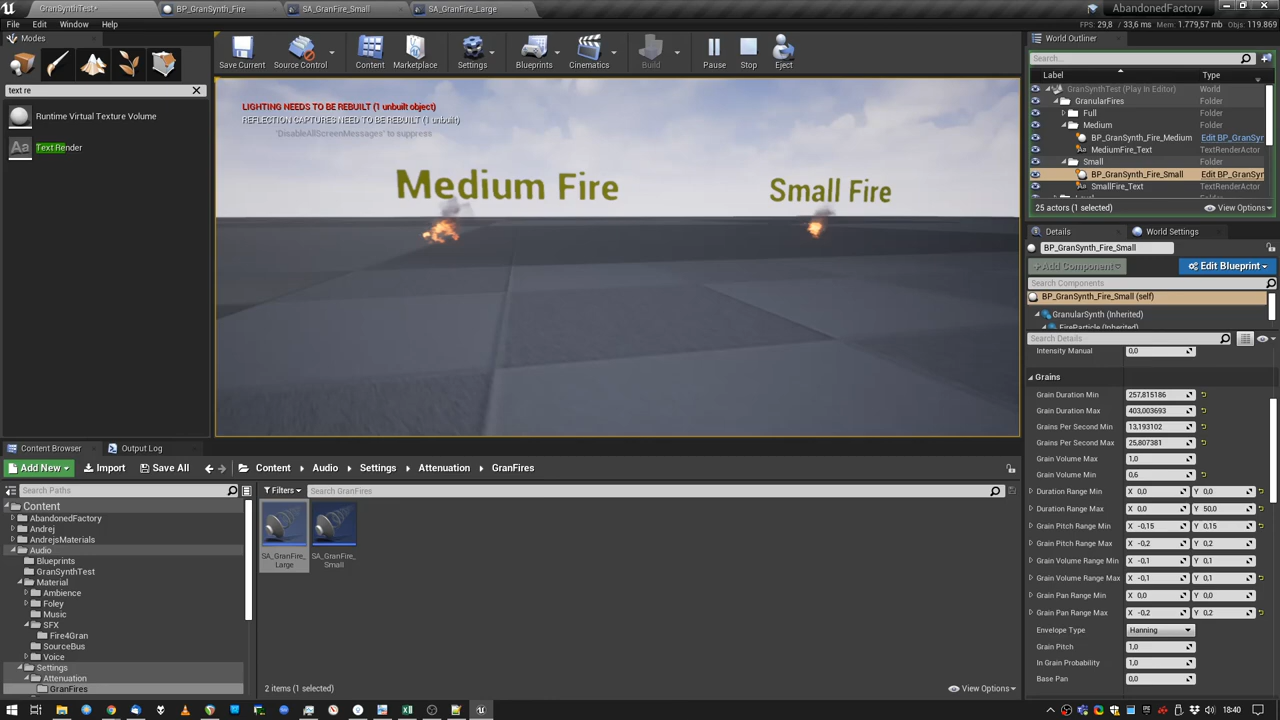 GranSynthTest*
BP_GranSynth_Fire
SA_GranFire_Small
SA_GranFire_Large
AbandonedFactory
File Edit Window Help
FPS: 29,8 / 33,6 ms Mem: 1.779,57 mb Objs: 119.869
Modes
Save Current
Source Control
Content
Marketplace
Settings
Blueprints
Cinematics
Build
Pause
Stop
Eject
text re
Runtime Virtual Texture Volume
Text Render
LIGHTING NEEDS TO BE REBUILT (1 unbuilt object)
REFLECTION CAPTURES NEED TO BE REBUILT (1 unbuilt)
'DisableAllScreenMessages' to suppress
Medium Fire
Small Fire
World Outliner
Search...
Label Type
GranSynthTest (Play In Editor) World
GranularFires Folder
Full Folder
Medium Folder
BP_GranSynth_Fire_Medium Edit BP_GranSyn
MediumFire_Text TextRenderActor
Small Folder
BP_GranSynth_Fire_Small Edit BP_GranSyn
SmallFire_Text TextRenderActor
25 actors (1 selected)
View Options
Details
World Settings
BP_GranSynth_Fire_Small
+Add Component
Edit Blueprint
Search Components
BP_GranSynth_Fire_Small (self)
GranularSynth (Inherited)
FireParticle (Inherited)
Search Details
Intensity Manual 0,0
Grains
Grain Duration Min 257,815186
Grain Duration Max 403,003693
Grains Per Second Min 13,193102
Grains Per Second Max 25,807381
Grain Volume Max 1,0
Grain Volume Min 0,6
Duration Range Min X 0,0 Y 0,0
Duration Range Max X 0,0 Y 50,0
Grain Pitch Range Min X -0,15 Y 0,15
Grain Pitch Range Max X -0,2 Y 0,2
Grain Volume Range Min X -0,1 Y 0,1
Grain Volume Range Max X -0,1 Y 0,1
Grain Pan Range Min X 0,0 Y 0,0
Grain Pan Range Max X -0,2 Y 0,2
Envelope Type Hanning
Grain Pitch 1,0
In Grain Probability 1,0
Base Pan 0,0
Content Browser
Output Log
Add New
Import
Save All
Content Audio Settings Attenuation GranFires
Search Paths
Filters
Search GranFires
Content
AbandonedFactory
Andrej
AndrejsMaterials
Audio
Blueprints
GranSynthTest
Material
Ambience
Foley
Music
SFX
Fire4Gran
SourceBus
Voice
Settings
Attenuation
GranFires
SA_GranFire_
Large
SA_GranFire_
Small
2 items (1 selected)
View Options
18:40